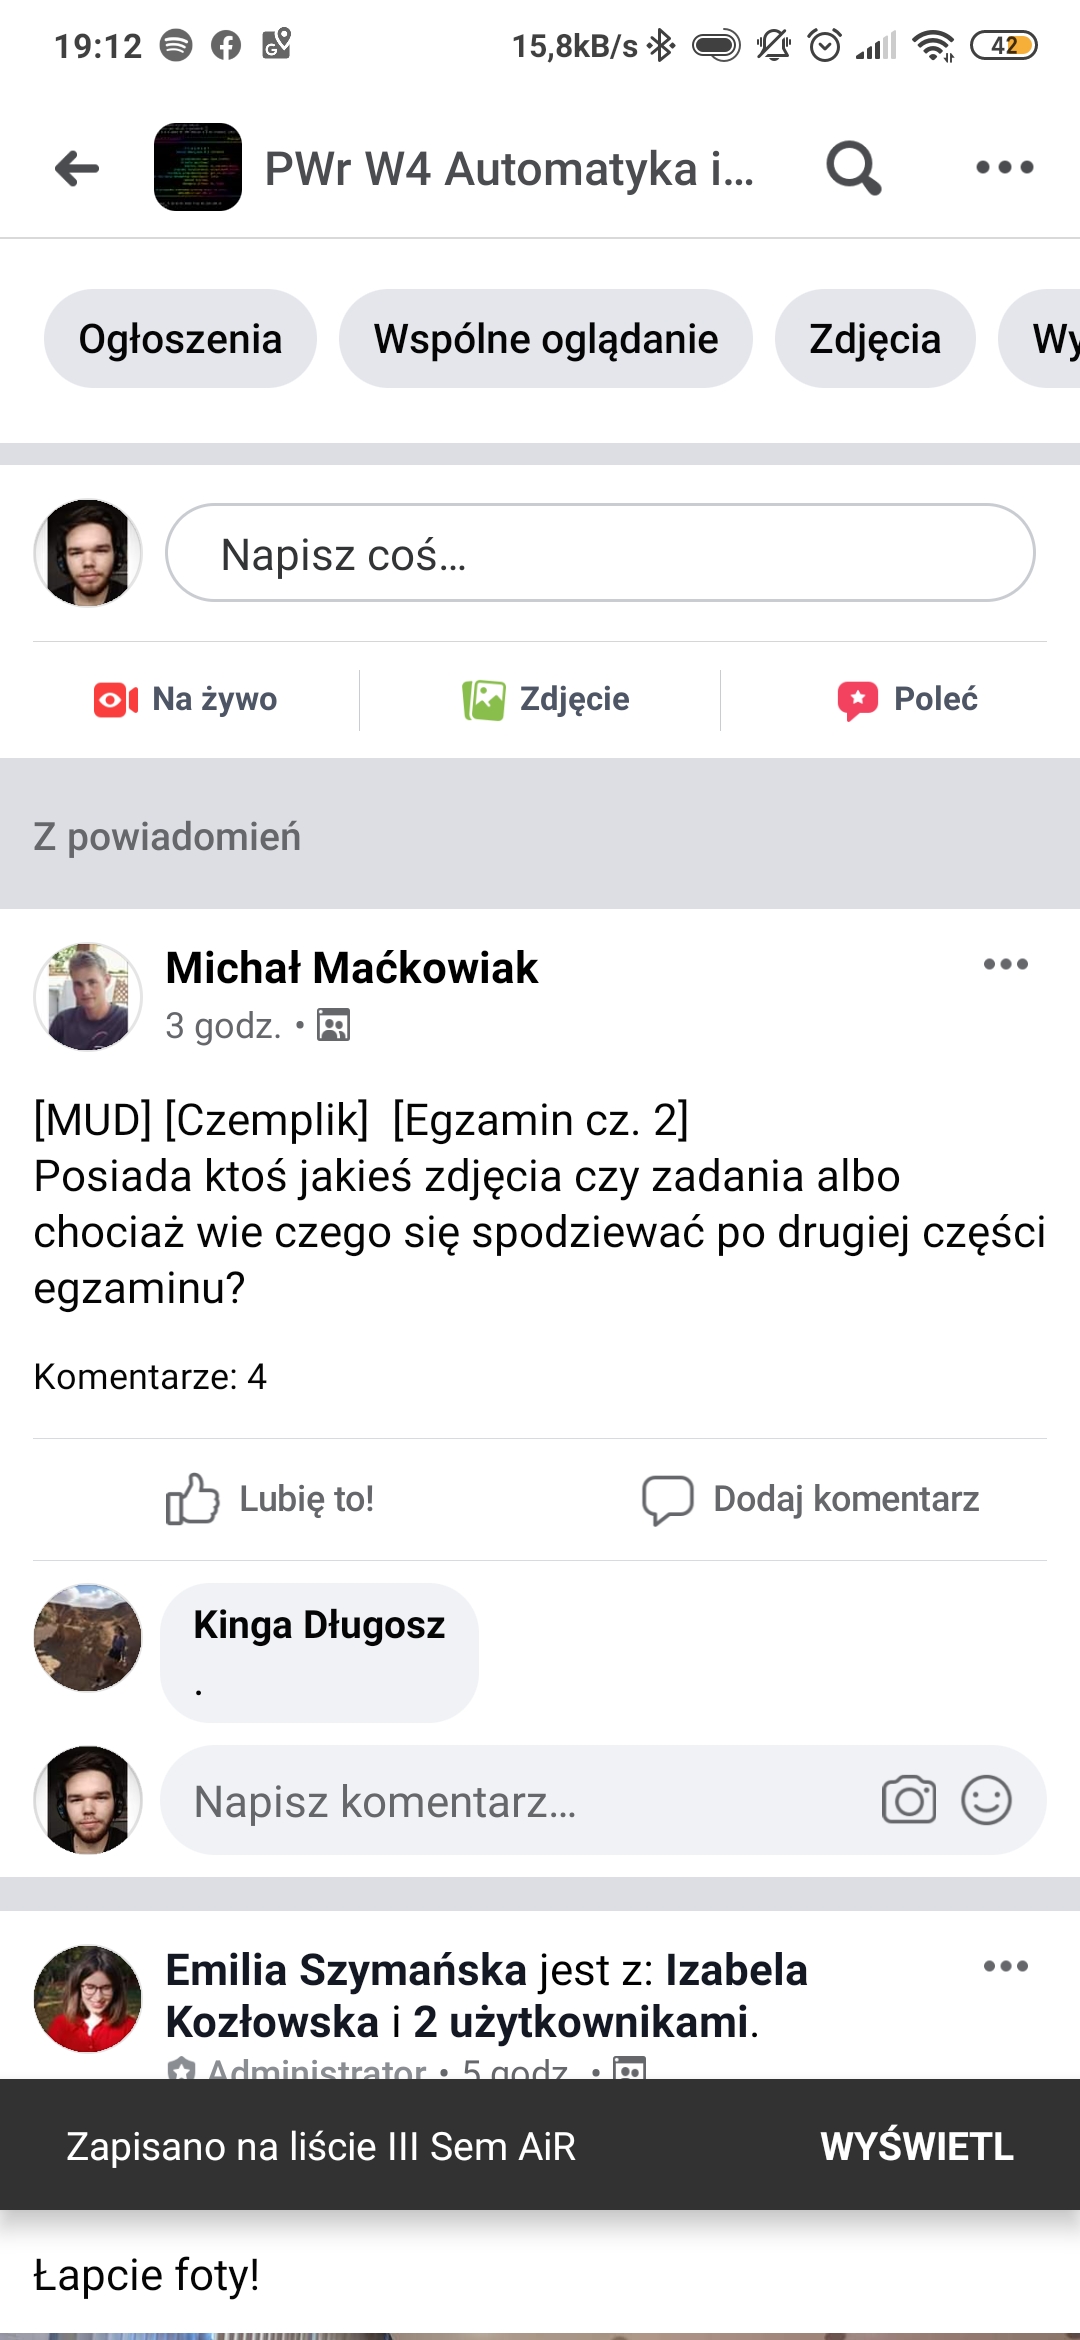 19:12 15,8kB/s 42
PWr W4 Automatyka i...
Ogłoszenia Wspólne oglądanie Zdjęcia Wy
Napisz coś...
Na żywo Zdjęcie Poleć
Z powiadomień
Michał Maćkowiak
3 godz. •
[MUD] [Czemplik]  [Egzamin cz. 2]
Posiada ktoś jakieś zdjęcia czy zadania albo
chociaż wie czego się spodziewać po drugiej części
egzaminu?
Komentarze: 4
Lubię to! Dodaj komentarz
Kinga Długosz
.
Napisz komentarz...
Emilia Szymańska jest z: Izabela
Kozłowska i 2 użytkownikami.
Administrator • 5 godz. •
Zapisano na liście III Sem AiR WYŚWIETL
Łapcie foty!